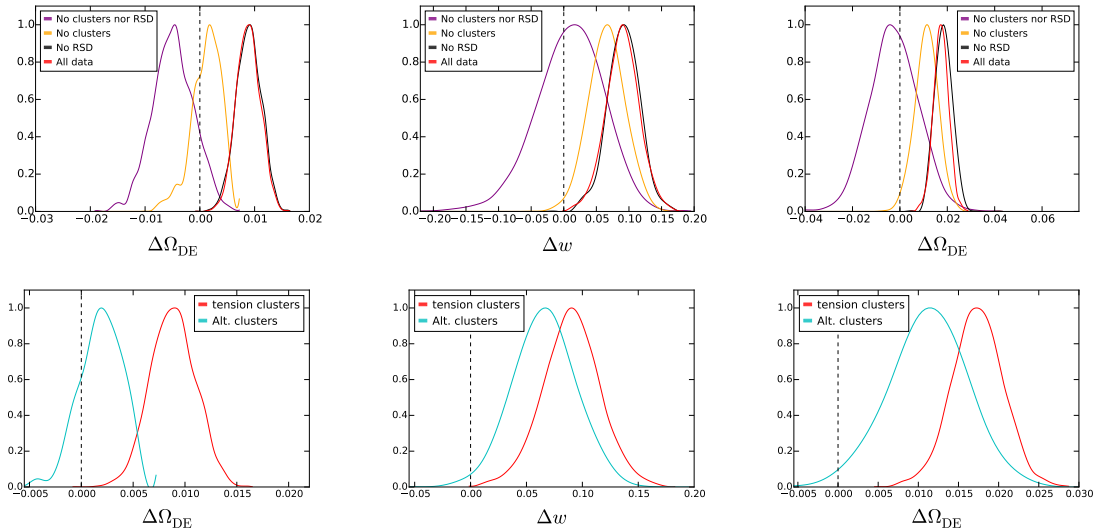 No clusters nor RSD
No clusters
No RSD
All data
1.0
0.8
0.6
0.4
0.2
0.0
−0.03 −0.02 −0.01 0.00 0.01 0.02
ΔΩDE
No clusters nor RSD
No clusters
No RSD
All data
1.0
0.8
0.6
0.4
0.2
0.0
−0.20 −0.15 −0.10 −0.05 0.00 0.05 0.10 0.15 0.20
Δw
No clusters nor RSD
No clusters
No RSD
All data
1.0
0.8
0.6
0.4
0.2
0.0
−0.04 −0.02 0.00 0.02 0.04 0.06
ΔΩDE
tension clusters
Alt. clusters
1.0
0.8
0.6
0.4
0.2
0.0
−0.005 0.000 0.005 0.010 0.015 0.020
ΔΩDE
tension clusters
Alt. clusters
1.0
0.8
0.6
0.4
0.2
0.0
−0.05 0.00 0.05 0.10 0.15 0.20
Δw
tension clusters
Alt. clusters
1.0
0.8
0.6
0.4
0.2
0.0
−0.005 0.000 0.005 0.010 0.015 0.020 0.025 0.030
ΔΩDE